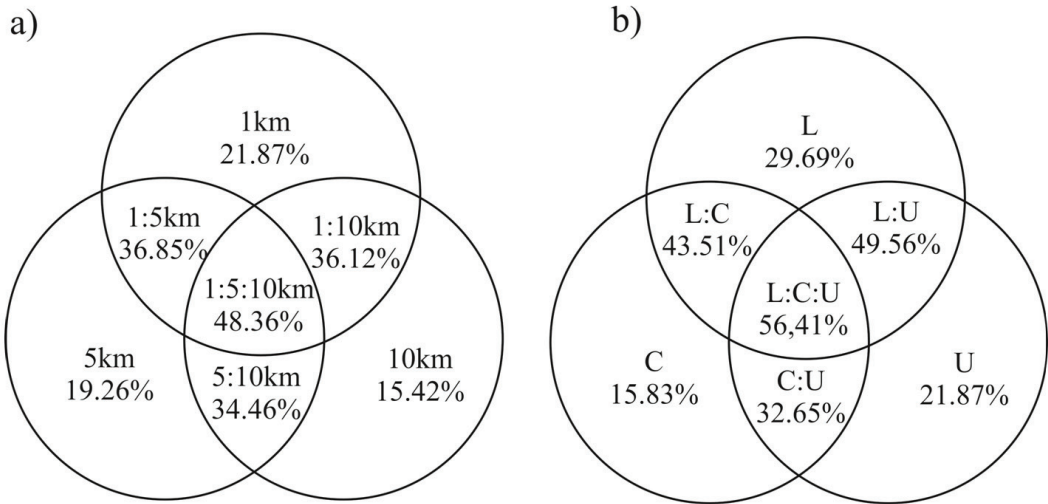 a)
1km
21.87%
1:5km
36.85%
1:10km
36.12%
1:5:10km
48.36%
5km
19.26%
5:10km
34.46%
10km
15.42%
b)
L
29.69%
L:C
43.51%
L:U
49.56%
L:C:U
56,41%
C
15.83%
C:U
32.65%
U
21.87%